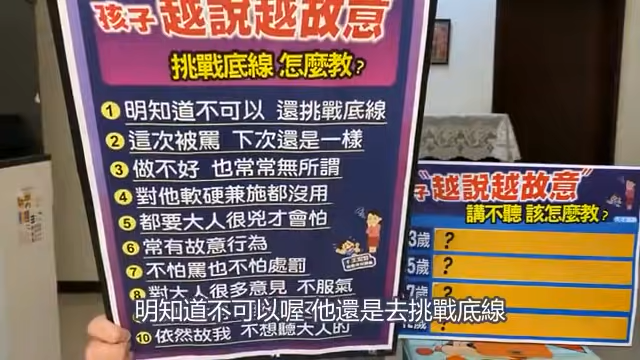 孩子 越說越故意
挑戰底線 怎麼教?
1 明知道不可以 還挑戰底線
2 這次被罵 下次還是一樣
3 做不好 也常常無所謂
4 對他軟硬兼施都沒用
5 都要大人很兇才會怕
6 常有故意行為
7 不怕罵也不怕處罰
8 對大人很多意見 不服氣
10 依然故我 不想聽大人的
子"越說越故意"
講不聽 該怎麼教?
3歲 ?
5歲 ?
7歲 ?
?
明知道不可以喔 他還是去挑戰底線